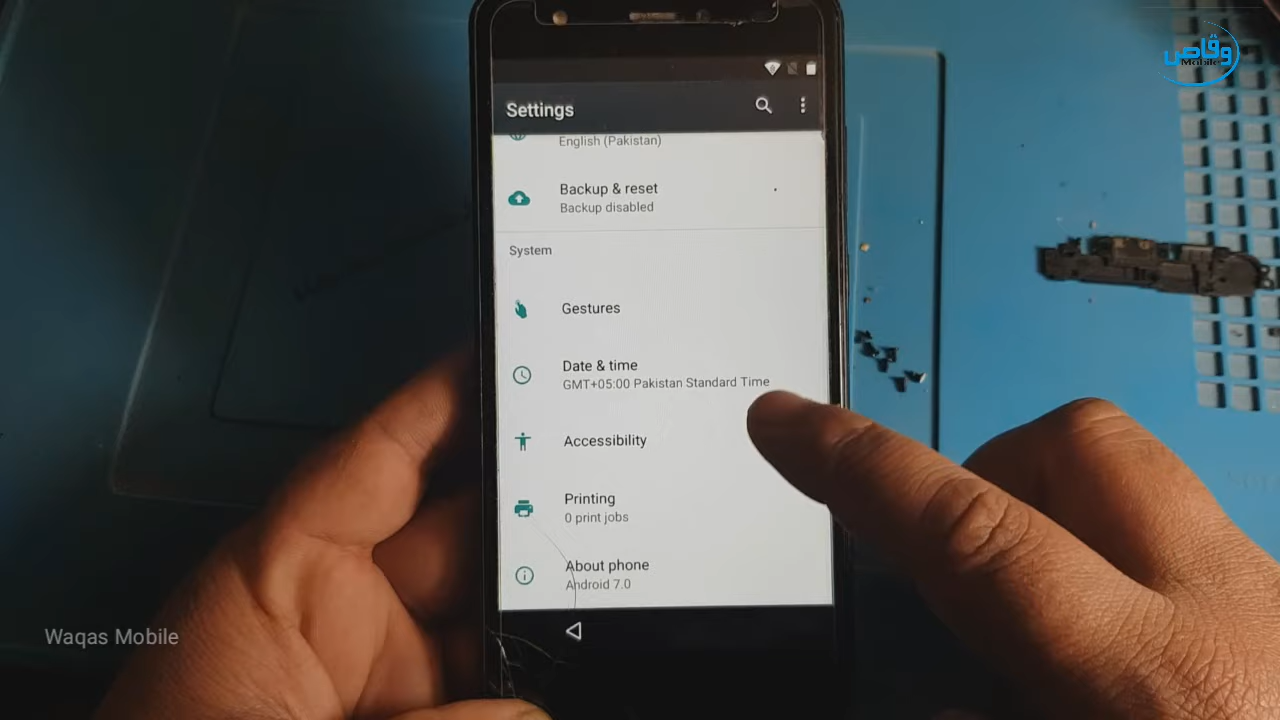 وقاص
Mobile
Settings
English (Pakistan)
Backup & reset
Backup disabled
System
Gestures
Date & time
GMT+05:00 Pakistan Standard Time
Accessibility
Printing
0 print jobs
About phone
Android 7.0
Waqas Mobile